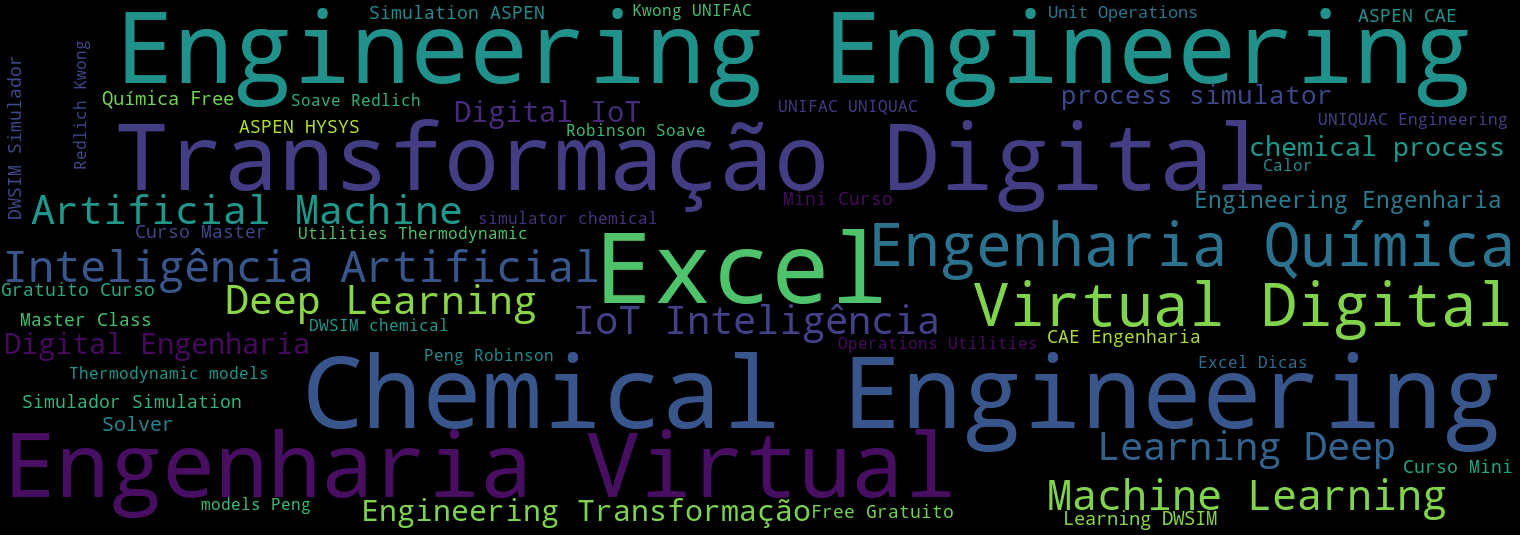 Simulation ASPEN
Kwong UNIFAC
Unit Operations
ASPEN CAE
Engineering Engineering
DWSIM Simulador
Redlich Kwong
Química Free
Soave Redlich
Digital IoT
UNIFAC UNIQUAC
process simulator
ASPEN HYSYS
Robinson Soave
UNIQUAC Engineering
Transformação Digital
chemical process
Calor
Artificial Machine
Mini Curso
Engineering Engenharia
simulator chemical
Curso Master
Utilities Thermodynamic
Excel
Engenharia Química
Inteligência Artificial
Gratuito Curso
Deep Learning
Virtual Digital
Master Class
DWSIM chemical
IoT Inteligência
Digital Engenharia
Operations Utilities
CAE Engenharia
Peng Robinson
Excel Dicas
Thermodynamic models
Chemical Engineering
Simulador Simulation
Solver
Engenharia Virtual
Learning Deep
Curso Mini
models Peng
Machine Learning
Engineering Transformação
Free Gratuito
Learning DWSIM